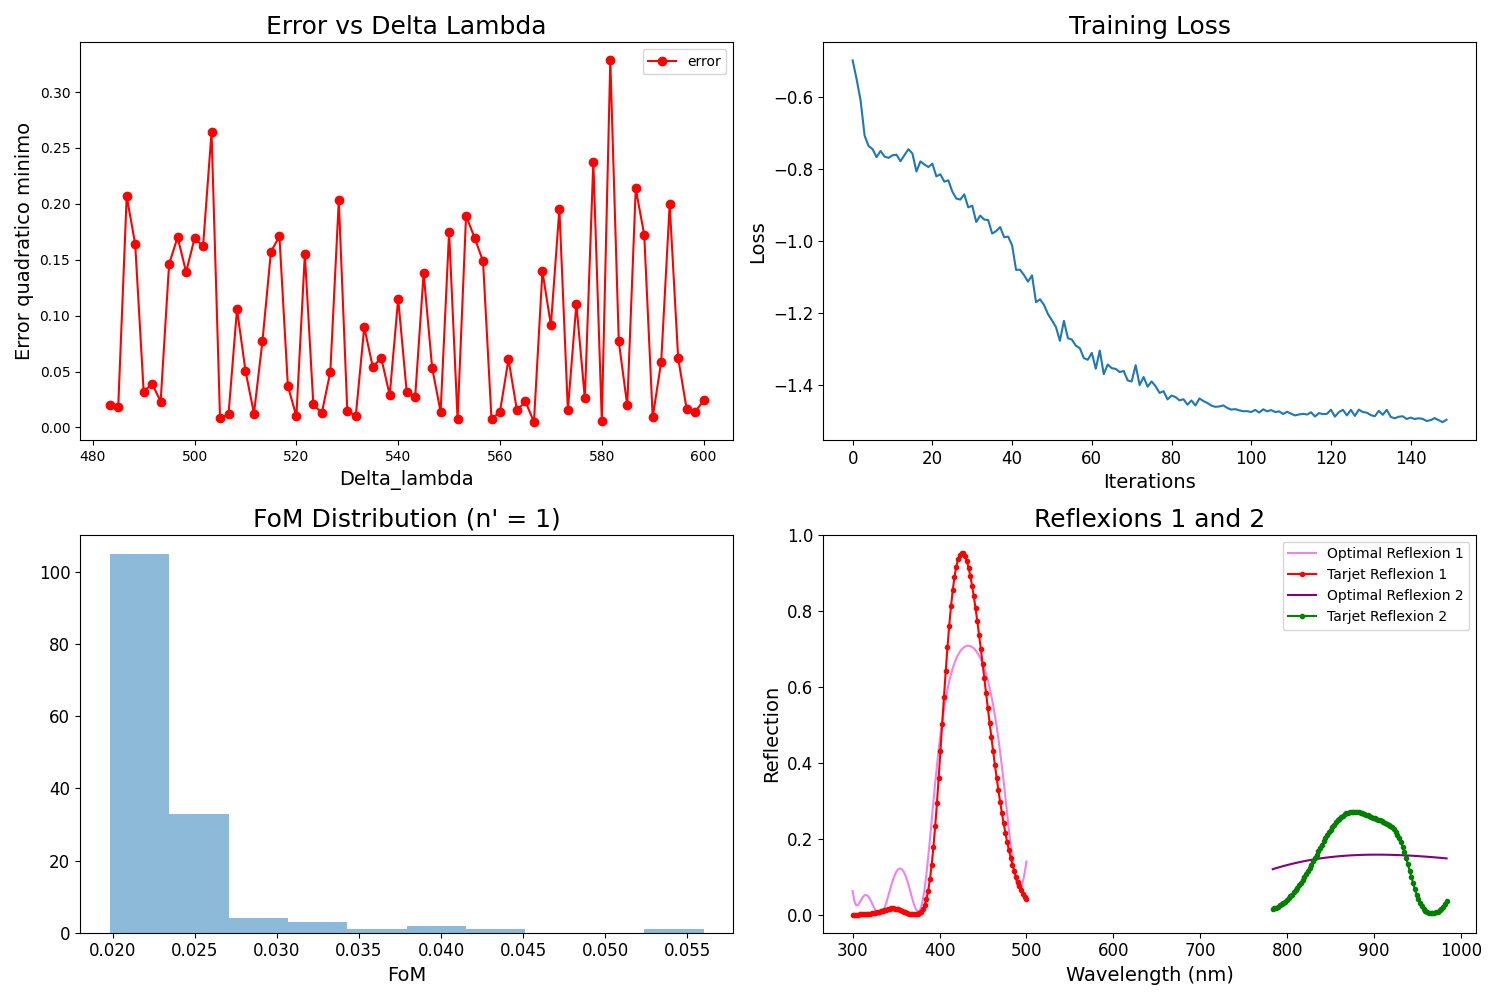 Error vs Delta Lambda
error
0.30
0.25
0.20
0.15
0.10
0.05
0.00
Error quadratico minimo
480 500 520 540 560 580 600
Delta_lambda
Training Loss
−0.6
−0.8
−1.0
−1.2
−1.4
Loss
0 20 40 60 80 100 120 140
Iterations
FoM Distribution (n' = 1)
100
80
60
40
20
0
0.020 0.025 0.030 0.035 0.040 0.045 0.050 0.055
FoM
Reflexions 1 and 2
Optimal Reflexion 1
Tarjet Reflexion 1
Optimal Reflexion 2
Tarjet Reflexion 2
1.0
0.8
0.6
0.4
0.2
0.0
Reflection
300 400 500 600 700 800 900 1000
Wavelength (nm)